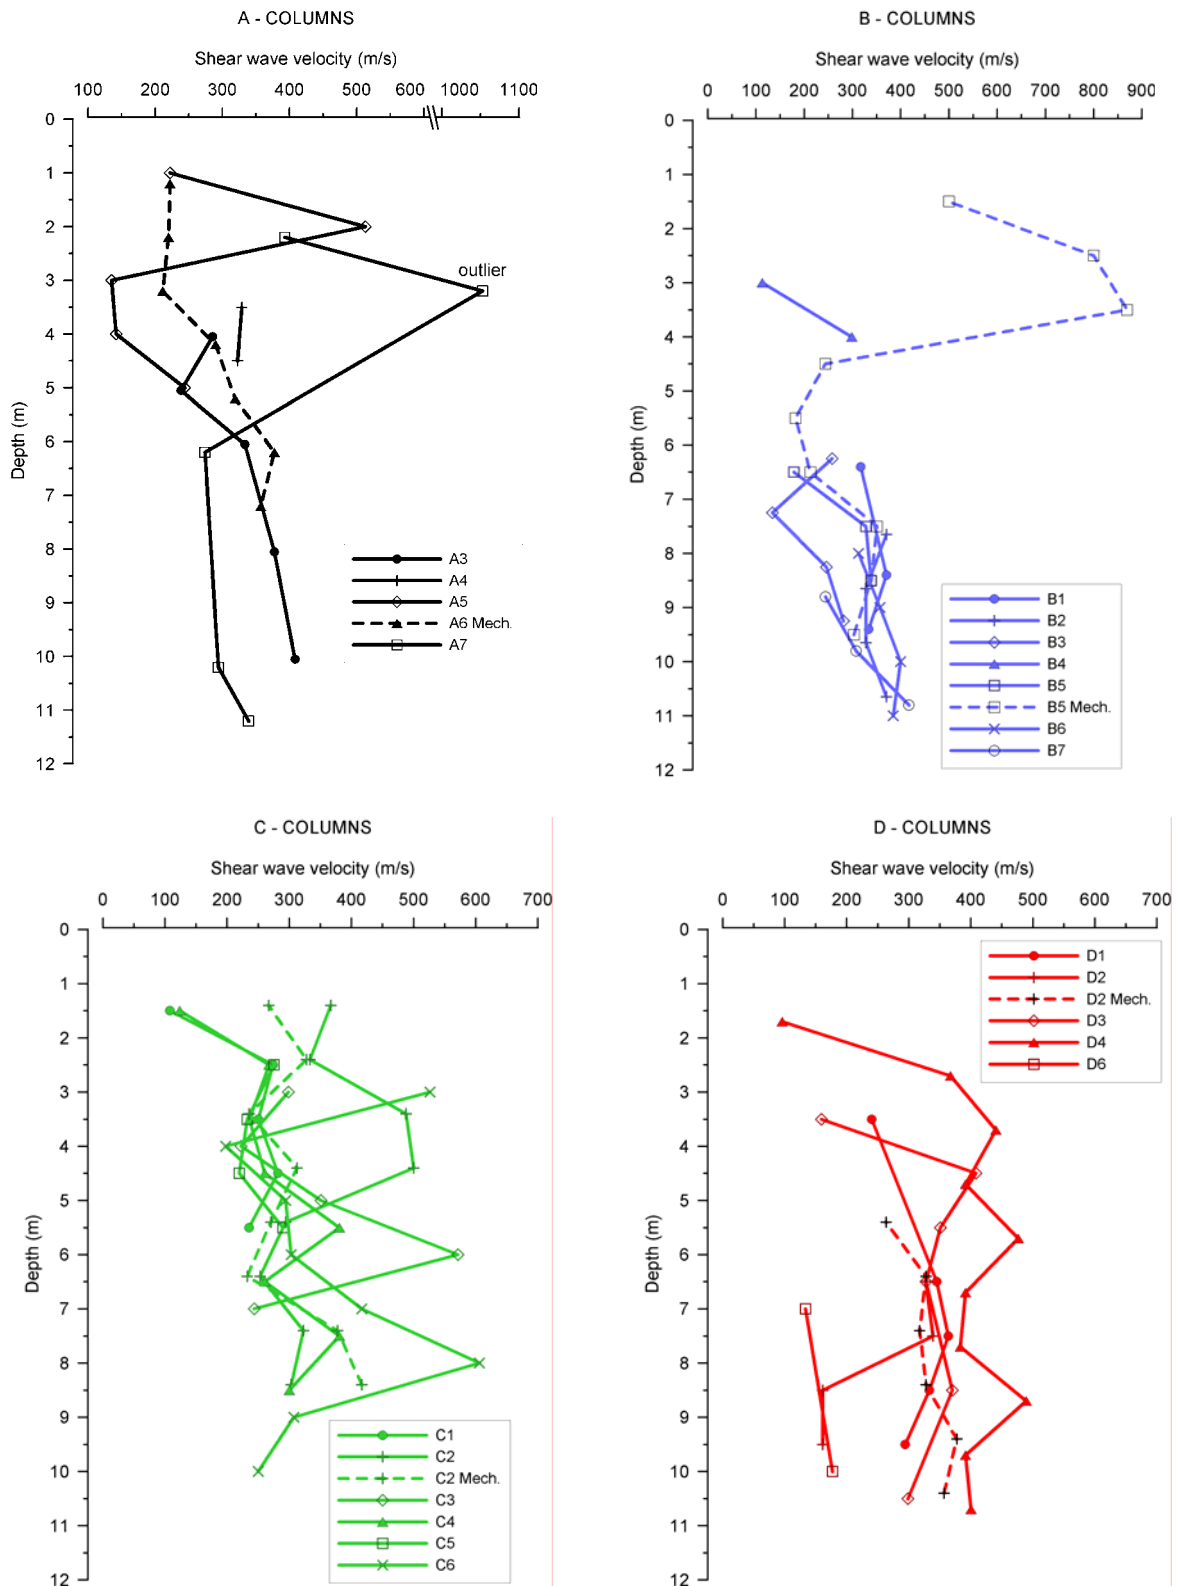 A - COLUMNS
Shear wave velocity (m/s)
100 200 300 400 500 600 1000 1100
0
1
2
3
4
5
6
7
8
9
10
11
12
Depth (m)
outlier
A3
A4
A5
A6 Mech.
A7
B - COLUMNS
Shear wave velocity (m/s)
0 100 200 300 400 500 600 700 800 900
0
1
2
3
4
5
6
7
8
9
10
11
12
Depth (m)
B1
B2
B3
B4
B5
B5 Mech.
B6
B7
C - COLUMNS
Shear wave velocity (m/s)
0 100 200 300 400 500 600 700
0
1
2
3
4
5
6
7
8
9
10
11
12
Depth (m)
C1
C2
C2 Mech.
C3
C4
C5
C6
D - COLUMNS
Shear wave velocity (m/s)
0 100 200 300 400 500 600 700
0
1
2
3
4
5
6
7
8
9
10
11
12
Depth (m)
D1
D2
D2 Mech.
D3
D4
D6